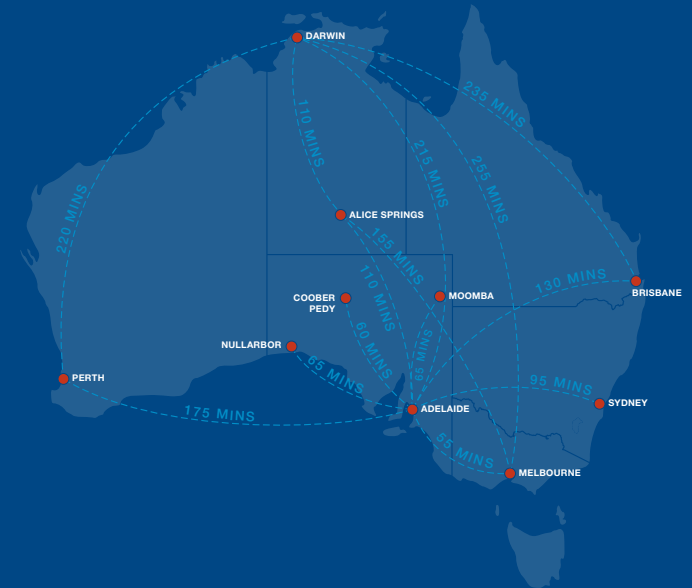 DARWIN
235 MINS
110 MINS
215 MINS
255 MINS
220 MINS
ALICE SPRINGS
155 MINS
110 MINS
130 MINS
COOBER
PEDY
MOOMBA
BRISBANE
NULLARBOR
60 MINS
65 MINS
65 MINS
PERTH
95 MINS
SYDNEY
175 MINS
ADELAIDE
55 MINS
MELBOURNE